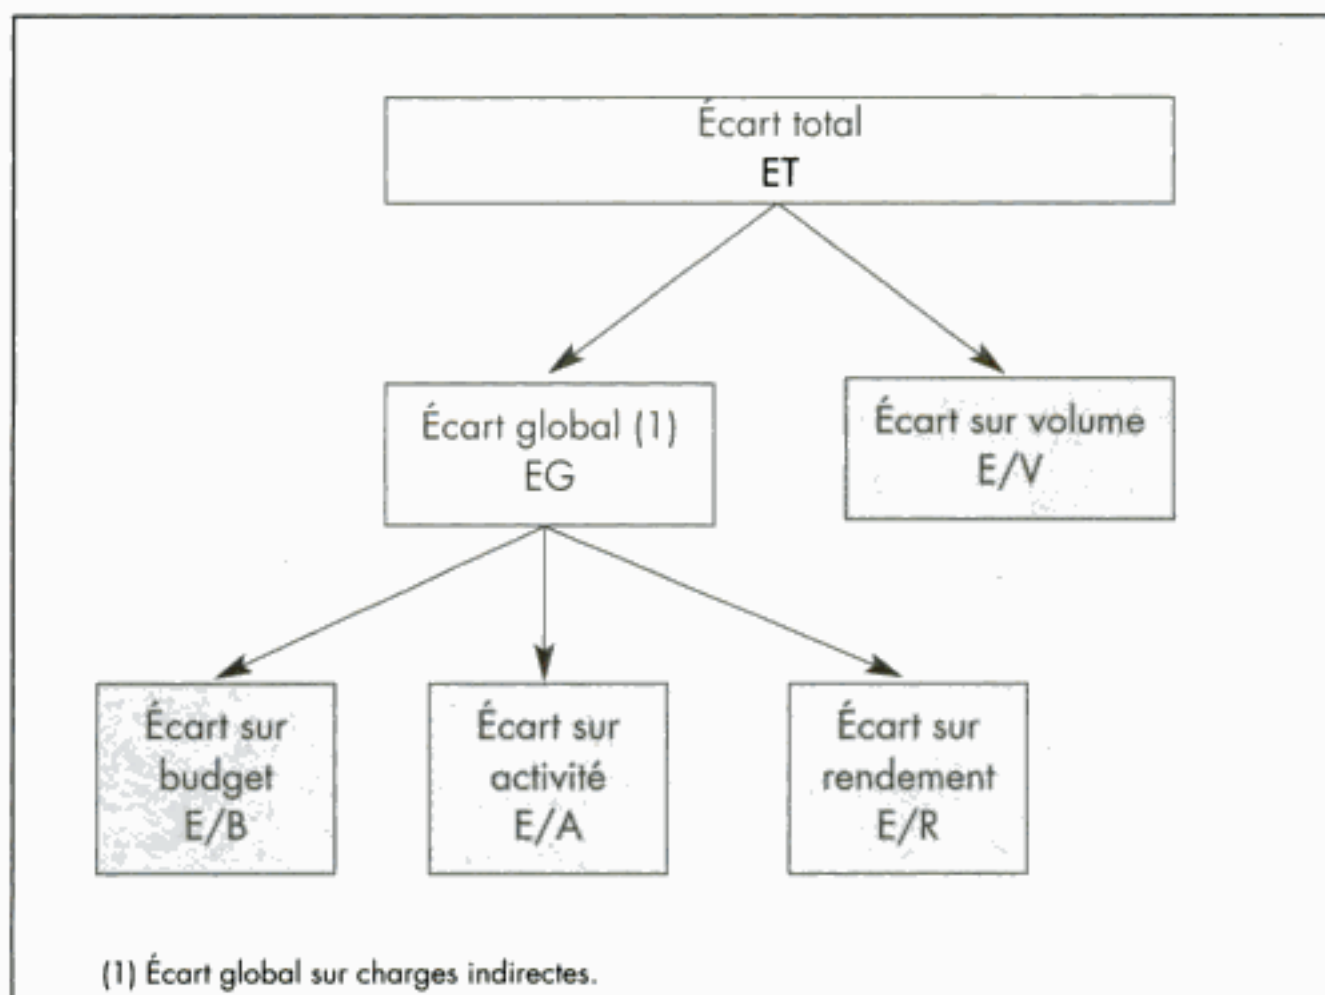 Écart total
ET
Écart global (1)
EG
Écart sur volume
E/V
Écart sur
budget
E/B
Écart sur
activité
E/A
Écart sur
rendement
E/R
(1) Écart global sur charges indirectes.